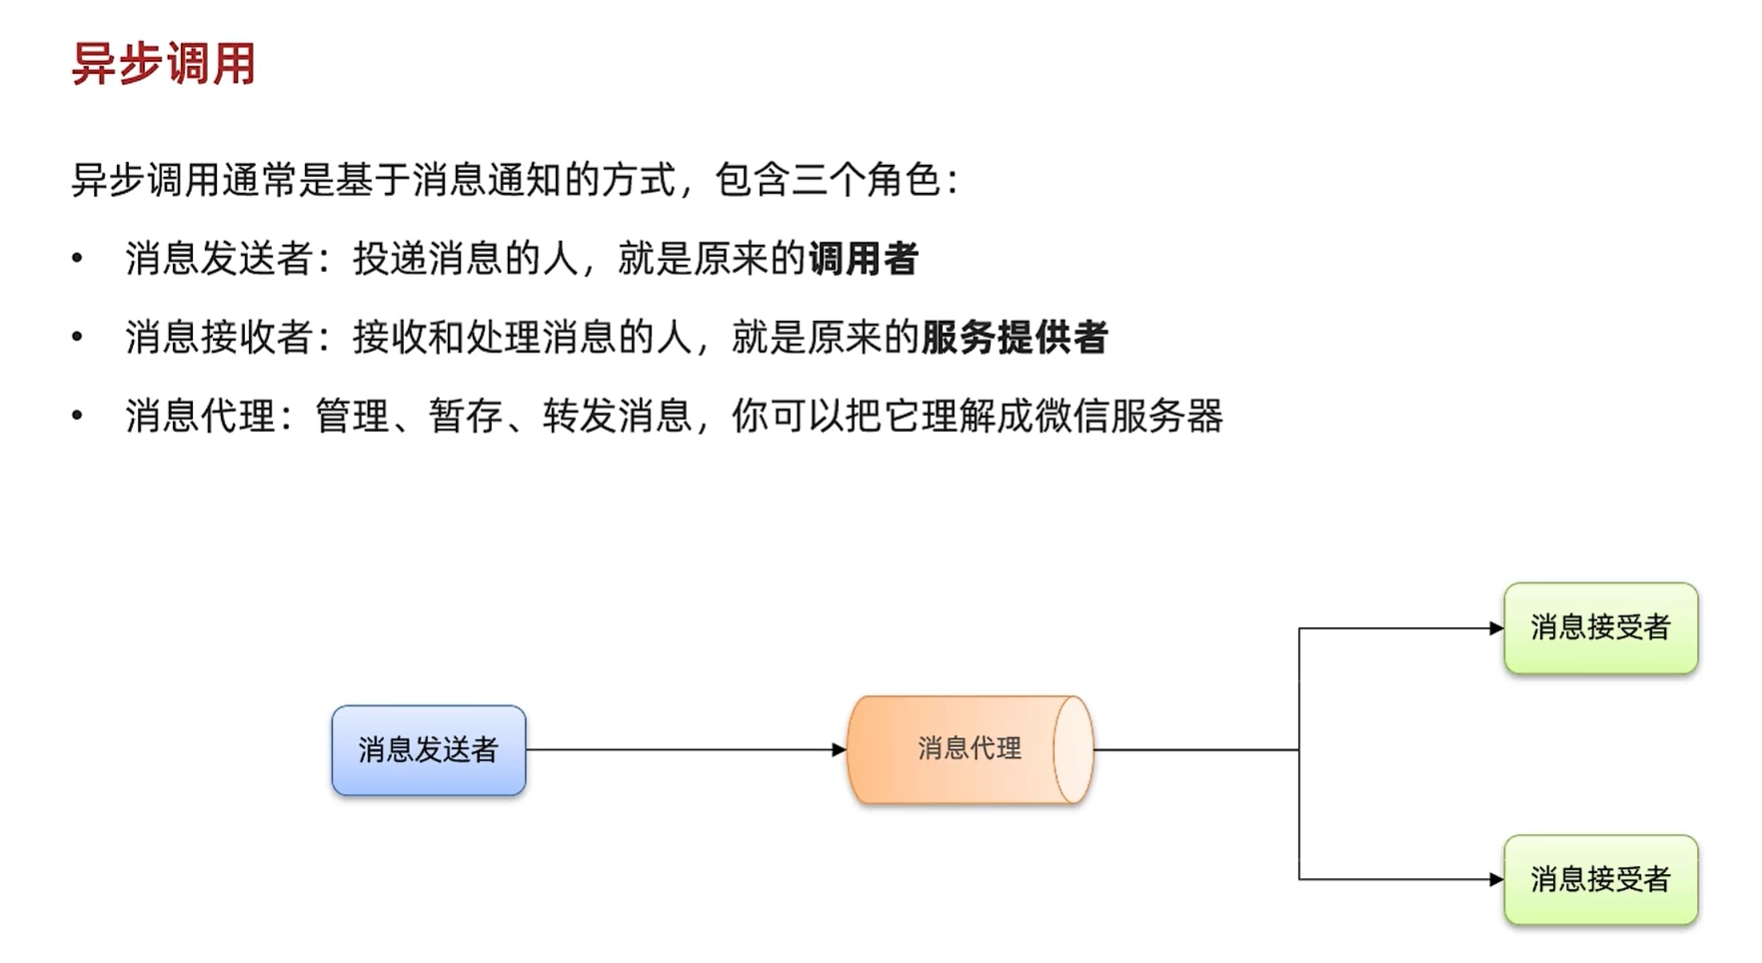 异步调用
异步调用通常是基于消息通知的方式，包含三个角色：
• 消息发送者：投递消息的人，就是原来的调用者
• 消息接收者：接收和处理消息的人，就是原来的服务提供者
• 消息代理：管理、暂存、转发消息，你可以把它理解成微信服务器
消息接受者
消息发送者
消息代理
消息接受者